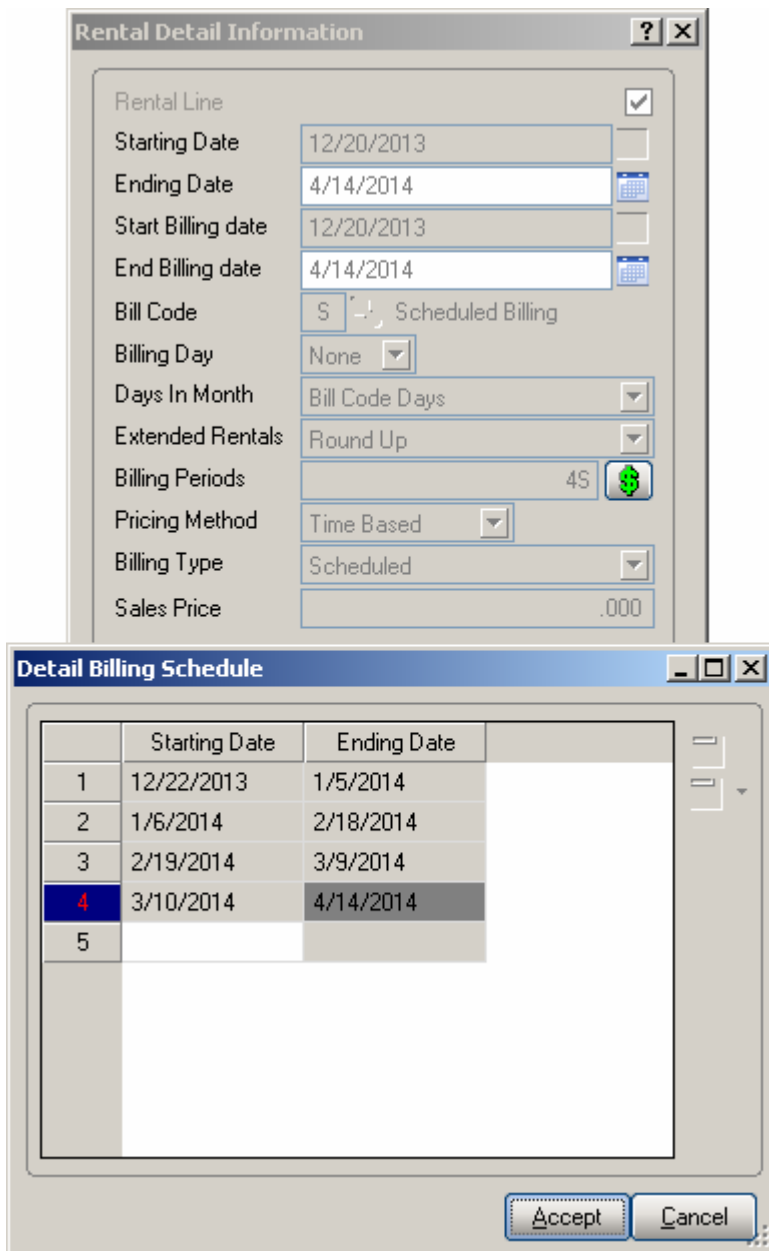 Rental Detail Information
Rental Line
Starting Date 12/20/2013
Ending Date 4/14/2014
Start Billing date 12/20/2013
End Billing date 4/14/2014
Bill Code S Scheduled Billing
Billing Day None
Days In Month Bill Code Days
Extended Rentals Round Up
Billing Periods 4S $
Pricing Method Time Based
Billing Type Scheduled
Sales Price .000
Detail Billing Schedule
Starting Date Ending Date
1 12/22/2013 1/5/2014
2 1/6/2014 2/18/2014
3 2/19/2014 3/9/2014
4 3/10/2014 4/14/2014
5
Accept Cancel